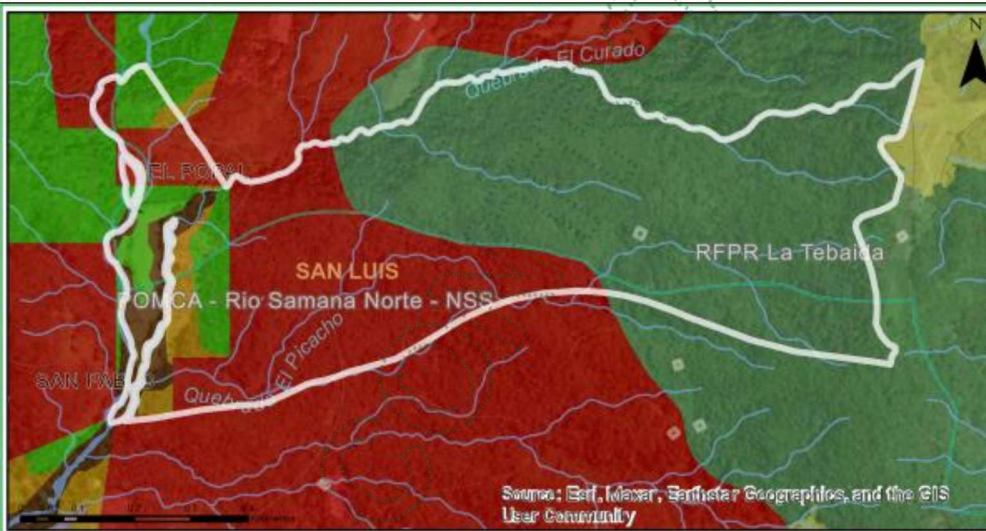 N
Quebrada El Curado
EL POPAL
RFPR La Tebaida
SAN LUIS
POMCA - Rio Samana Norte - NSS
SAN PABLO
Quebrada El Picacho
Source: Esri, Maxar, Earthstar Geographics, and the GIS
User Community